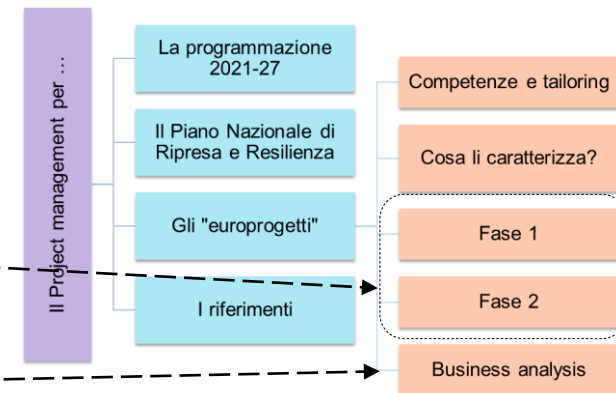 Il Project management per …
La programmazione
2021-27
Il Piano Nazionale di
Ripresa e Resilienza
Gli "europrogetti"
I riferimenti
Competenze e tailoring
Cosa li caratterizza?
Fase 1
Fase 2
Business analysis